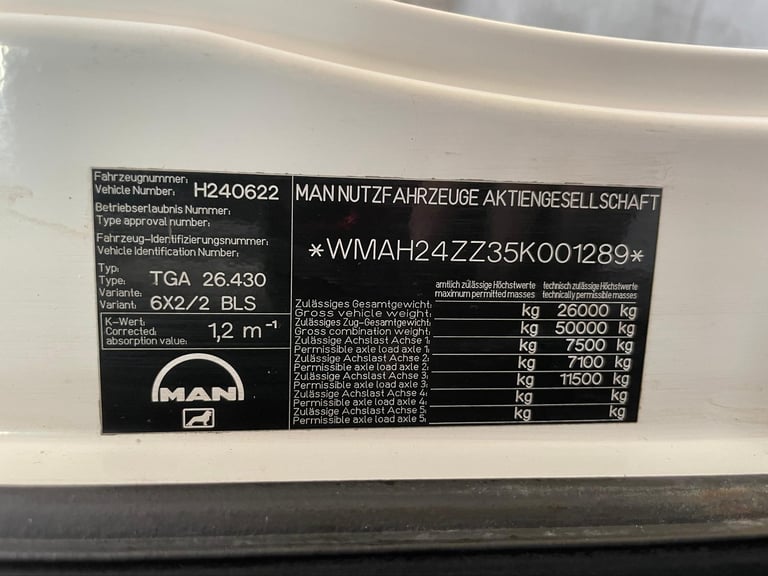 Fahrzeugnummer:
Vehicle Number: H240622
Betriebserlaubnis Nummer:
Type approval number:
Fahrzeug-Identifizierungsnummer:
Vehicle Identification Number:
Typ:
Type: TGA 26.430
Variante:
Variant: 6X2/2 BLS
K-Wert:
Corrected absorption value: 1,2 m⁻¹
MAN
MAN NUTZFAHRZEUGE AKTIENGESELLSCHAFT
*WMAH24ZZ35K001289*
amtlich zulässige Höchstwerte technisch zulässige Höchstwerte
maximum permitted masses technically permissible masses
Zulässiges Gesamtgewicht:
Gross vehicle weight: kg 26000 kg
Zulässiges Zug-Gesamtgewicht:
Gross combination weight: kg 50000 kg
Zulässige Achslast Achse 1:
Permissible axle load axle 1: kg 7500 kg
Zulässige Achslast Achse 2:
Permissible axle load axle 2: kg 7100 kg
Zulässige Achslast Achse 3:
Permissible axle load axle 3: kg 11500 kg
Zulässige Achslast Achse 4:
Permissible axle load axle 4: kg kg
Zulässige Achslast Achse 5:
Permissible axle load axle 5: kg kg